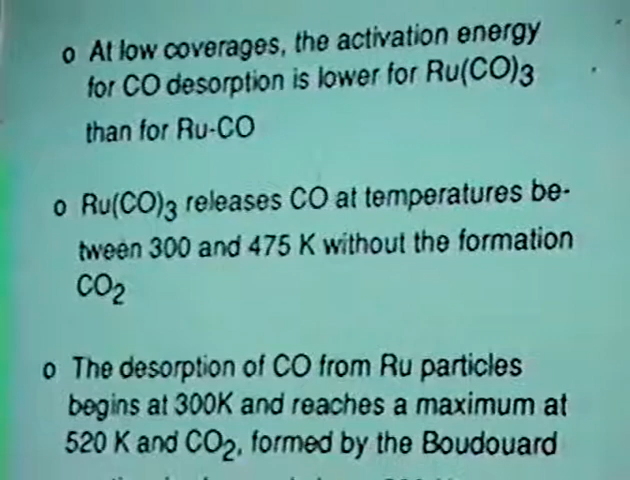 o At low coverages, the activation energy
for CO desorption is lower for Ru(CO)3
than for Ru-CO
o Ru(CO)3 releases CO at temperatures be-
tween 300 and 475 K without the formation
CO2
o The desorption of CO from Ru particles
begins at 300K and reaches a maximum at
520 K and CO2, formed by the Boudouard